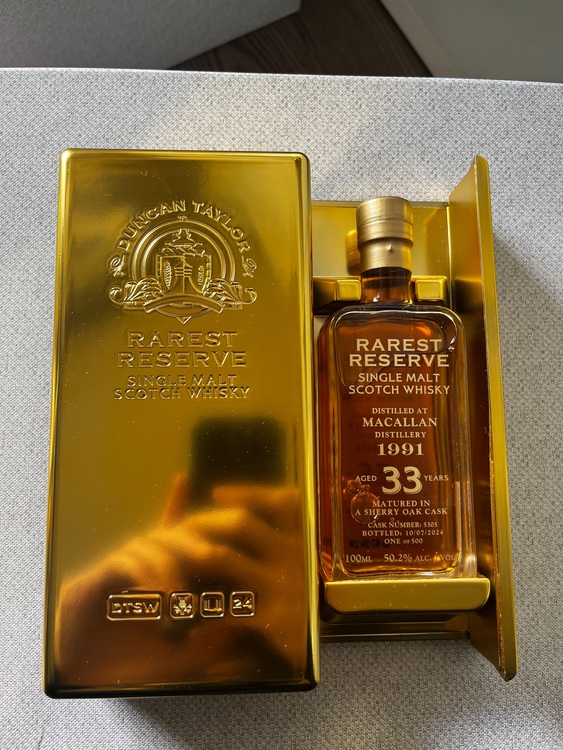 DUNCAN TAYLOR
RAREST
RESERVE
SINGLE MALT
SCOTCH WHISKY
DTSW
24
RAREST
RESERVE
SINGLE MALT
SCOTCH WHISKY
DISTILLED AT
MACALLAN
DISTILLERY
1991
AGED 33 YEARS
MATURED IN
A SHERRY OAK CASK
CASK NUMBER: 5305
BOTTLED: 10/07/2024
ONE OF 500
100ML 50.2% ALC. / VOL